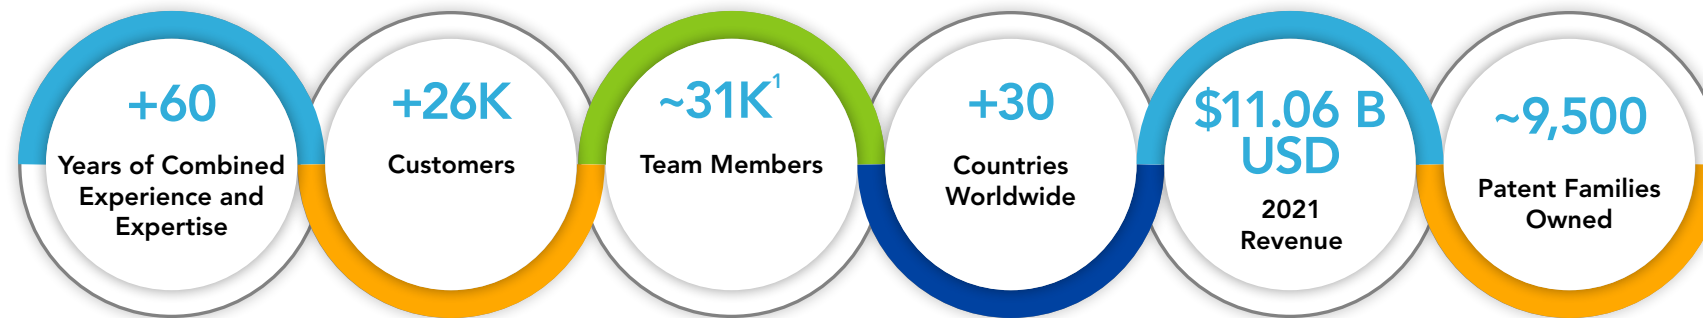 +60
Years of Combined
Experience and
Expertise
+26K
Customers
~31K¹
Team Members
+30
Countries
Worldwide
$11.06 B
USD
2021
Revenue
~9,500
Patent Families
Owned